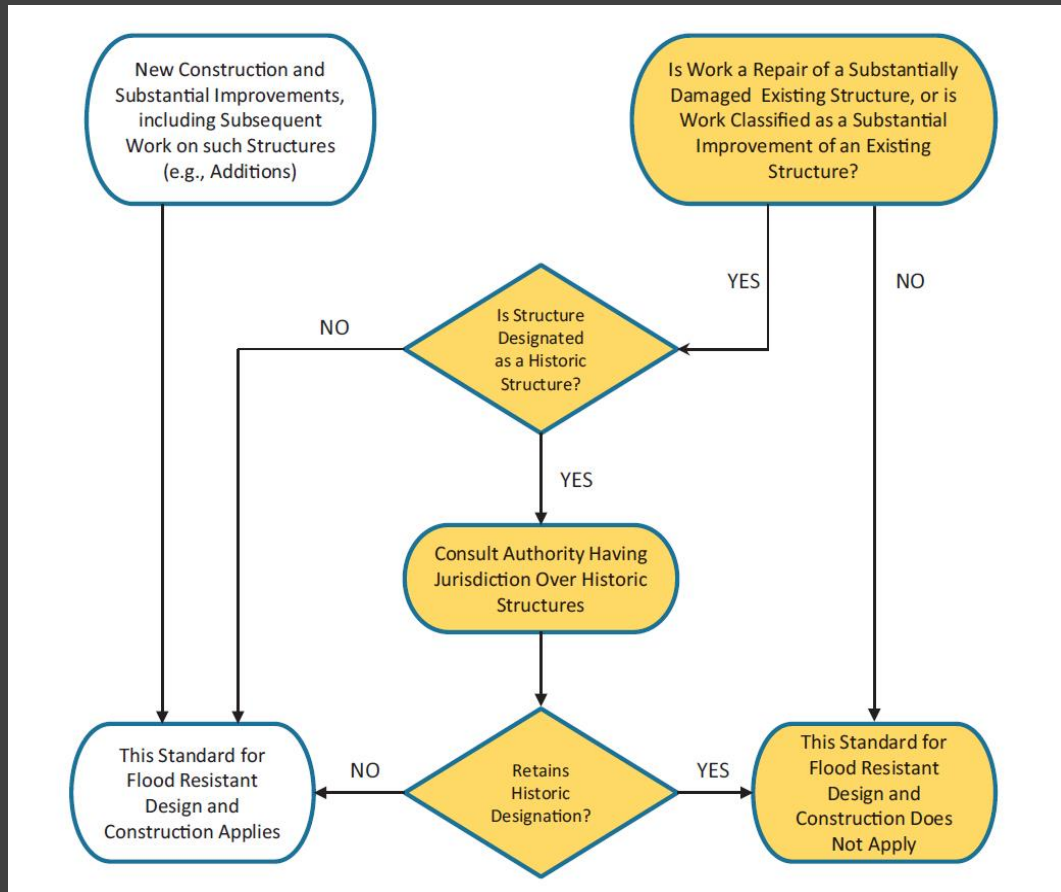 New Construction and
Substantial Improvements,
including Subsequent
Work on such Structures
(e.g., Additions)
Is Work a Repair of a Substantially
Damaged Existing Structure, or is
Work Classified as a Substantial
Improvement of an Existing
Structure?
YES
NO
NO
Is Structure
Designated
as a Historic
Structure?
YES
Consult Authority Having
Jurisdiction Over Historic
Structures
This Standard for
Flood Resistant
Design and
Construction Applies
NO
Retains
Historic
Designation?
YES
This Standard for
Flood Resistant
Design and
Construction Does
Not Apply